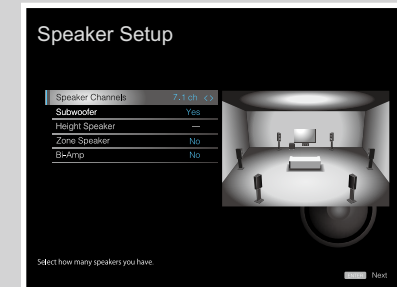 Speaker Setup
Speaker Channels 7.1 ch <>
Subwoofer Yes
Height Speaker —
Zone Speaker No
Bi-Amp No
Select how many speakers you have.
ENTER Next